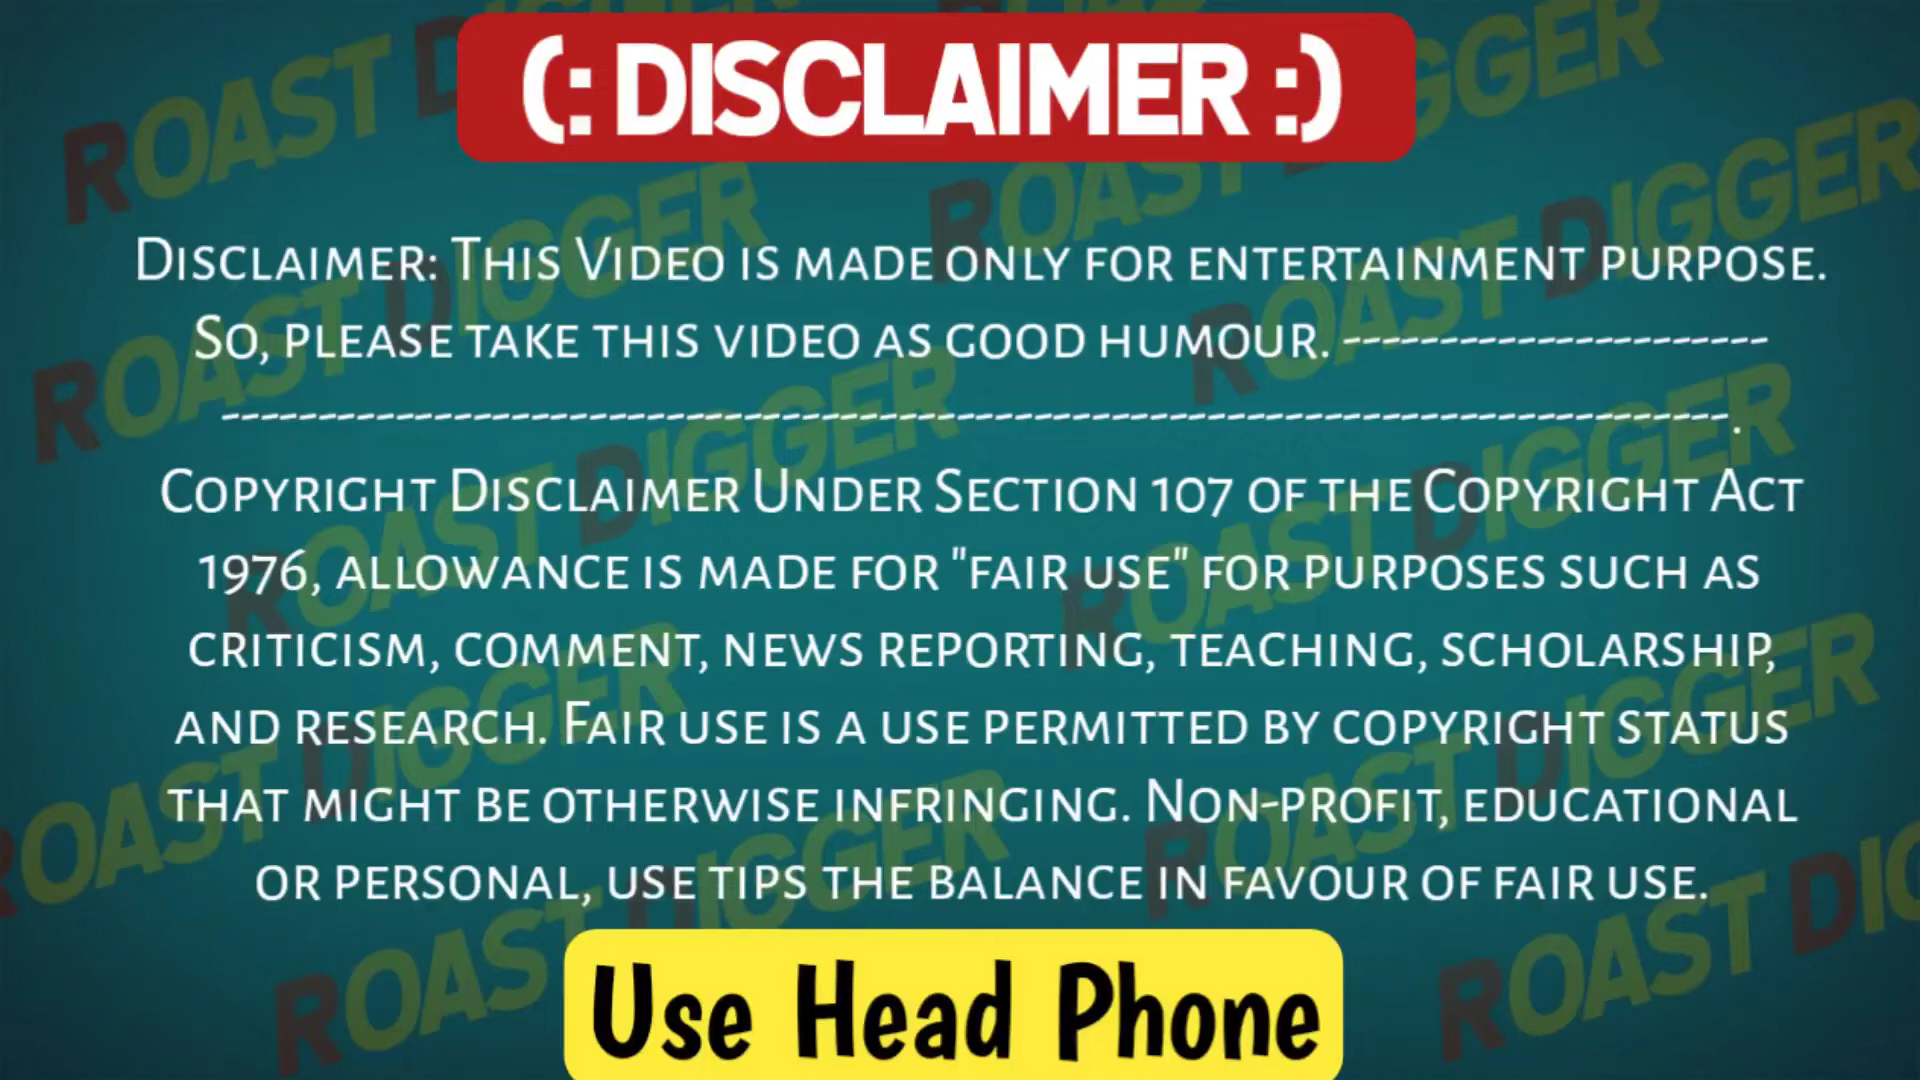 (: DISCLAIMER :)
Disclaimer: This Video is made only for entertainment purpose.
So, please take this video as good humour. ----------------------
------------------------------------------------------------------------------.
Copyright Disclaimer Under Section 107 of the Copyright Act
1976, allowance is made for "fair use" for purposes such as
criticism, comment, news reporting, teaching, scholarship,
and research. Fair use is a use permitted by copyright status
that might be otherwise infringing. Non-profit, educational
or personal, use tips the balance in favour of fair use.
Use Head Phone
ROAST DIGGER